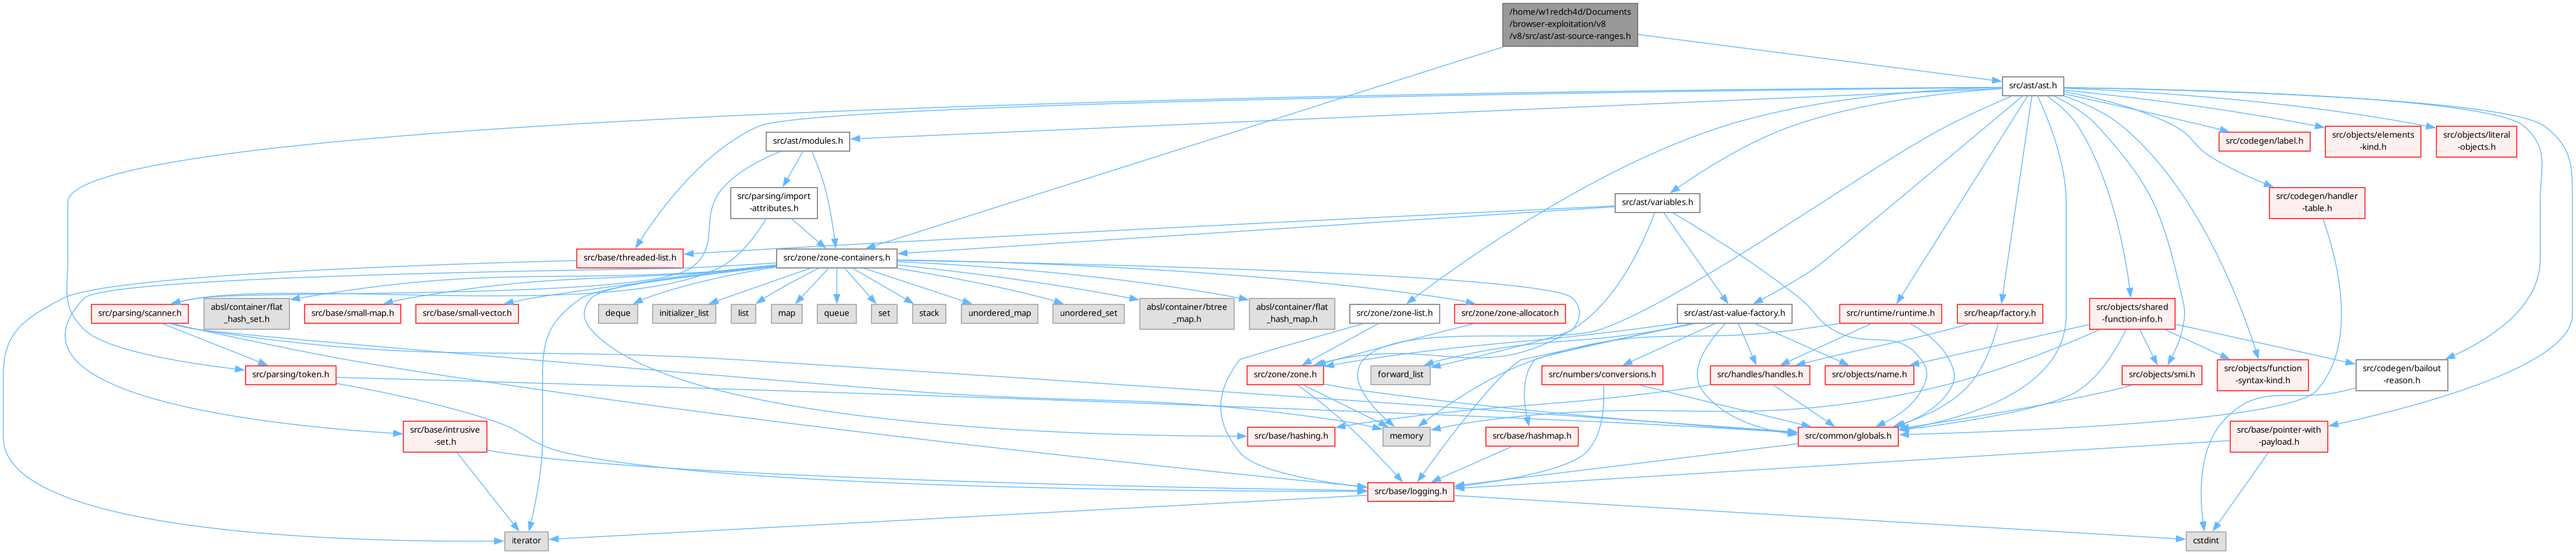 /home/w1redch4d/Documents
/browser-exploitation/v8
/v8/src/ast/ast-source-ranges.h
src/ast/ast.h
src/ast/modules.h
src/codegen/label.h
src/objects/elements
-kind.h
src/objects/literal
-objects.h
src/parsing/import
-attributes.h
src/ast/variables.h
src/codegen/handler
-table.h
src/base/threaded-list.h
src/zone/zone-containers.h
src/parsing/scanner.h
absl/container/flat
_hash_set.h
src/base/small-map.h
src/base/small-vector.h
deque
initializer_list
list
map
queue
set
stack
unordered_map
unordered_set
absl/container/btree
_map.h
absl/container/flat
_hash_map.h
src/zone/zone-list.h
src/zone/zone-allocator.h
src/ast/ast-value-factory.h
src/runtime/runtime.h
src/heap/factory.h
src/objects/shared
-function-info.h
src/parsing/token.h
src/zone/zone.h
forward_list
src/numbers/conversions.h
src/handles/handles.h
src/objects/name.h
src/objects/smi.h
src/objects/function
-syntax-kind.h
src/codegen/bailout
-reason.h
src/base/intrusive
-set.h
src/base/hashing.h
memory
src/base/hashmap.h
src/common/globals.h
src/base/pointer-with
-payload.h
src/base/logging.h
iterator
cstdint